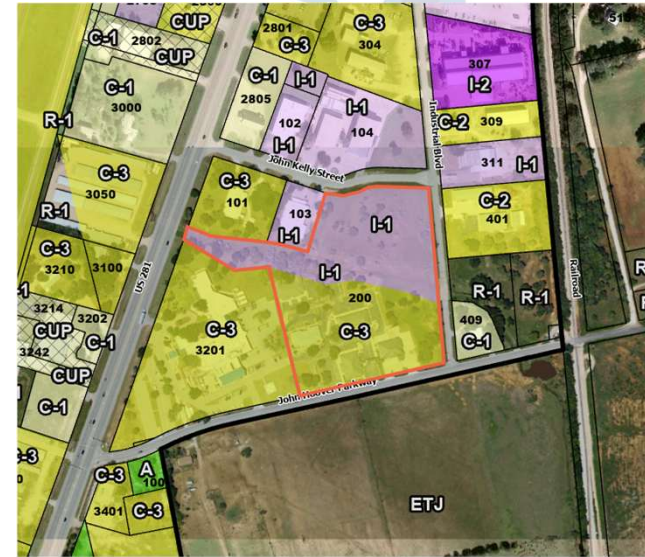 CUP
2801
C-3
C-3
304
C-1
2802
CUP
C-1
2805
I-1
I-1
307
I-2
C-1
3000
102
I-1
104
C-2
309
Industrial Blvd
R-1
311
I-1
John Kelly Street
C-3
3050
C-3
101
103
I-1
I-1
C-2
401
R-1
C-3
3210
3100
US 281
I-1
200
R-1
R-1
Railroad
3214
3202
CUP
C-1
3242
C-3
3201
C-3
409
C-1
CUP
C-1
John Hoover Parkway
C-3
A
100
C-3
3401
ETJ